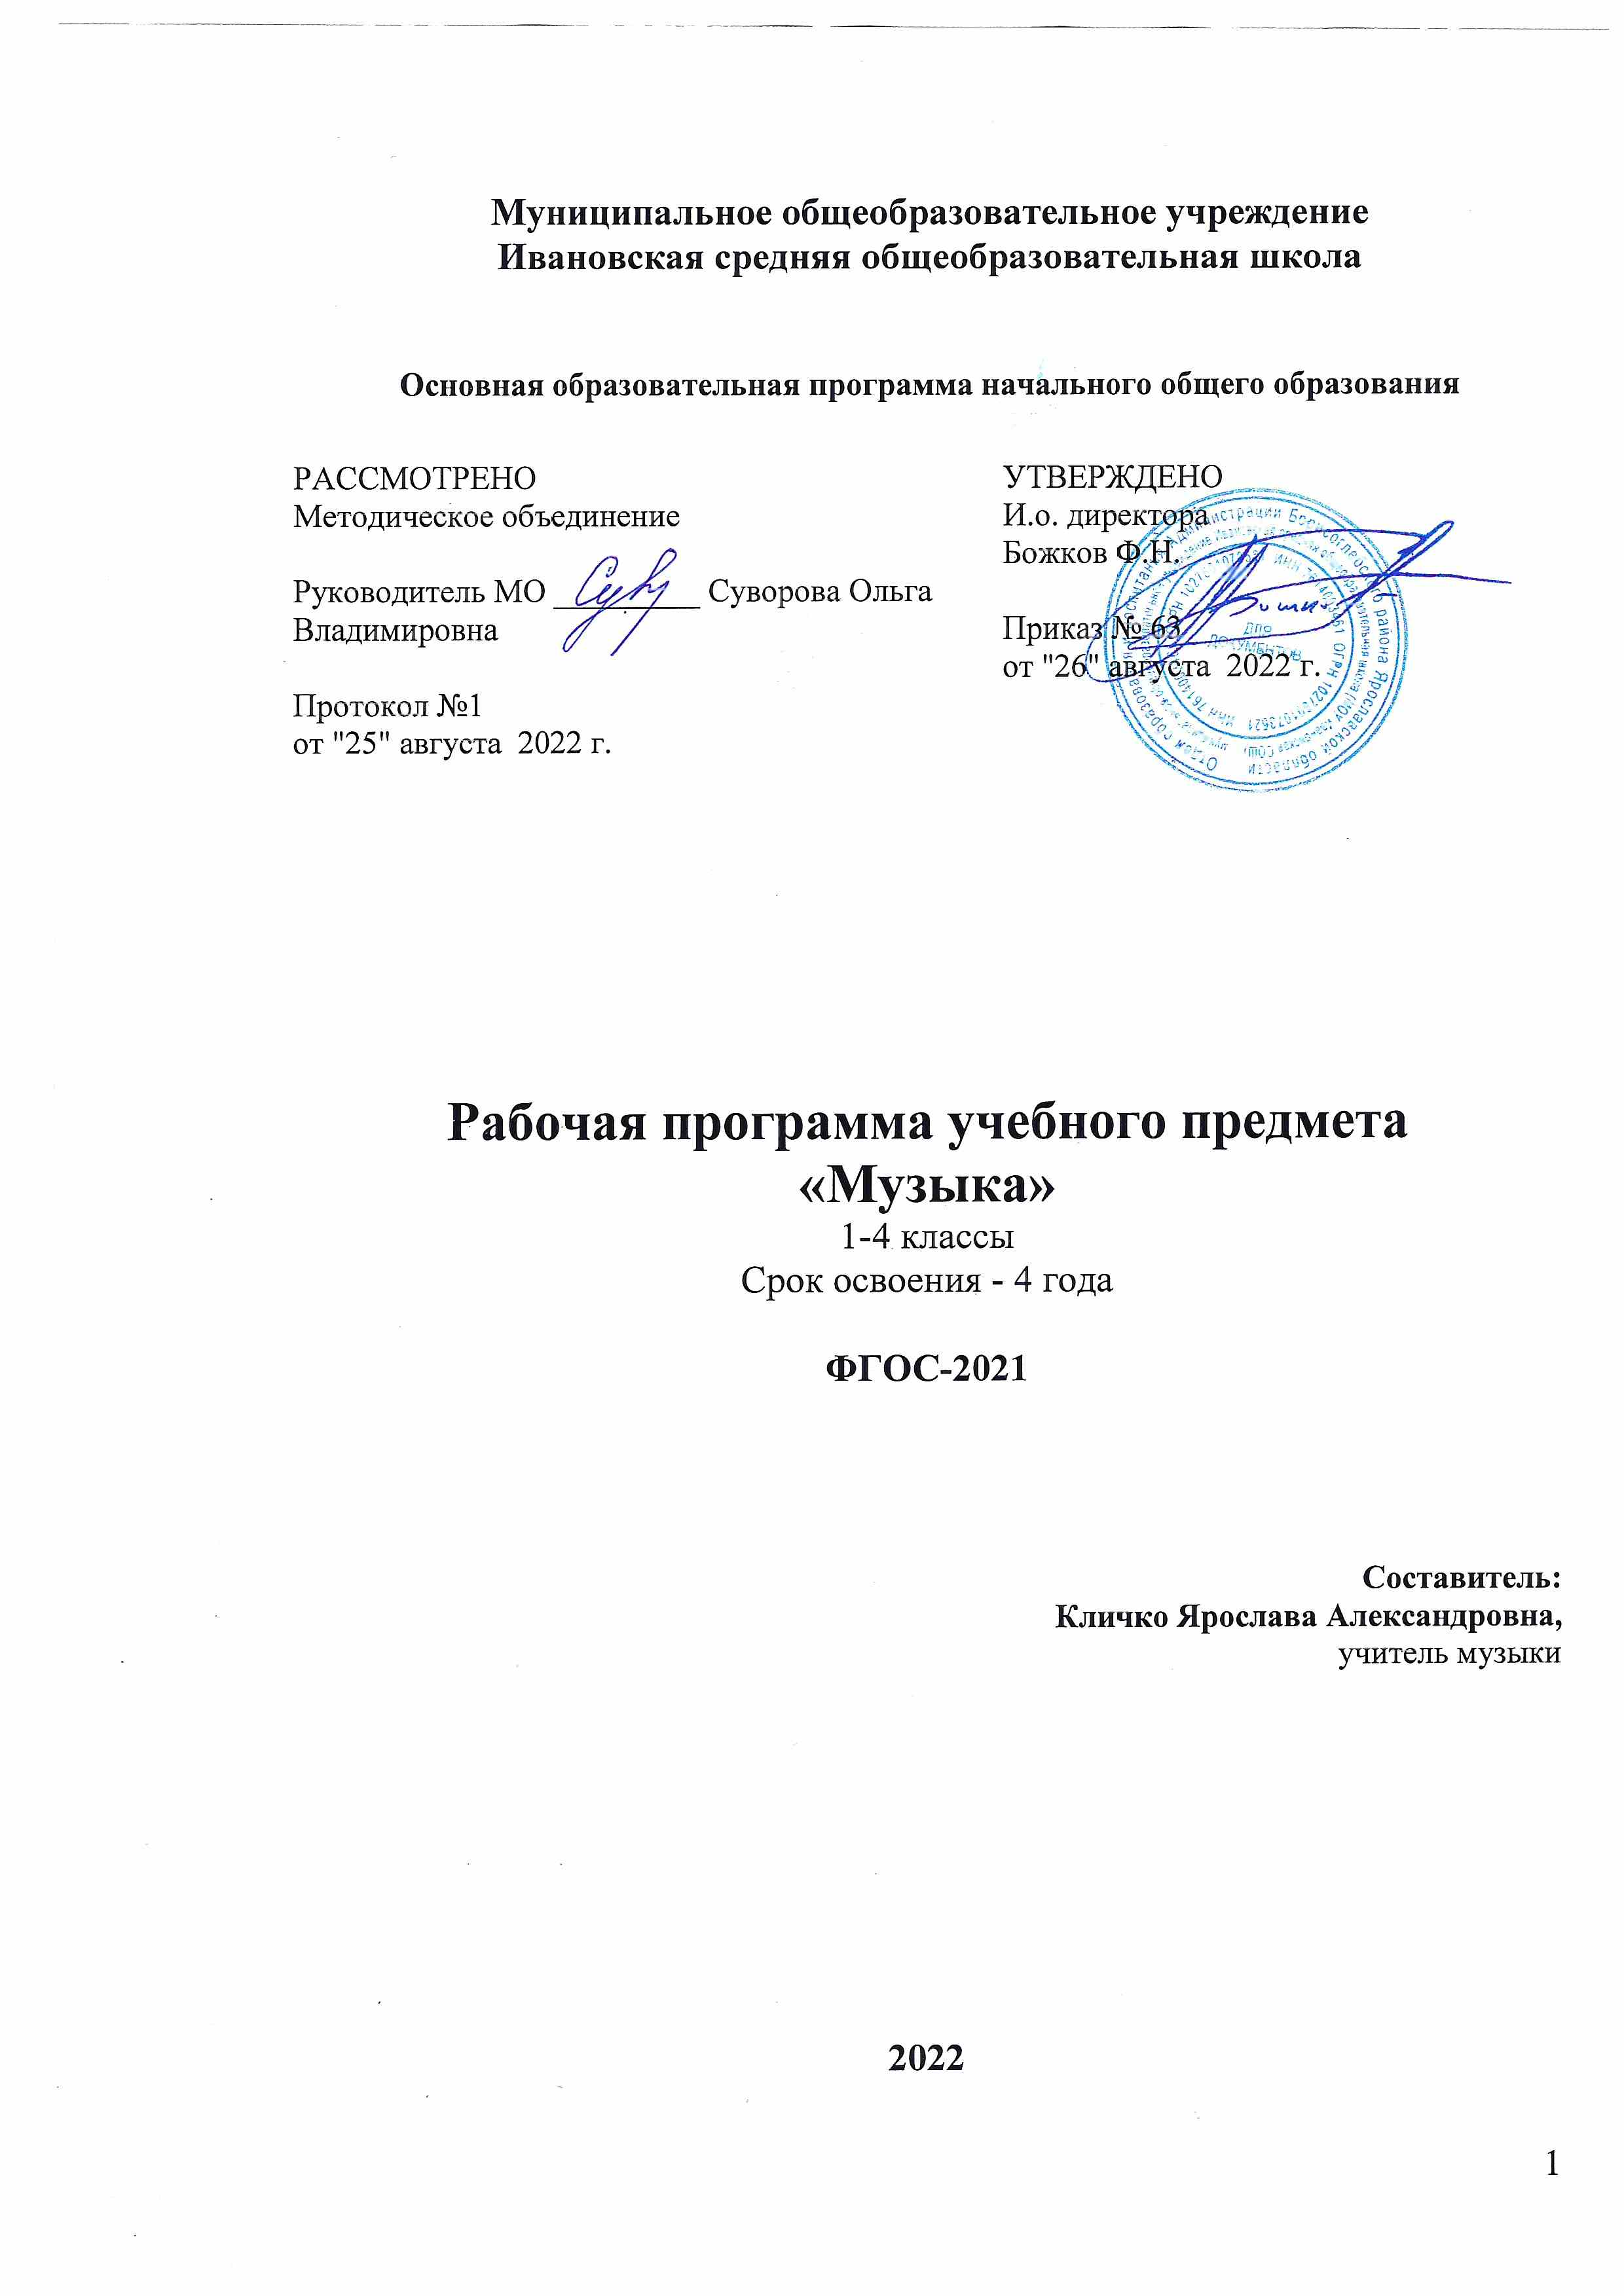 Муниципальное общеобразовательное учреждение
Ивановская средняя общеобразовательная школа
Основная образовательная программа начального общего образования
РАССМОТРЕНО
Методическое объединение
Руководитель МО _________ Суворова Ольга
Владимировна
Протокол №1
от "25" августа 2022 г.
УТВЕРЖДЕНО
И.о. директора
Божков Ф.Н.
Приказ № 63
от "26" августа 2022 г.
Для
документов
Рабочая программа учебного предмета
«Музыка»
1-4 классы
Срок освоения - 4 года
ФГОС-2021
Составитель:
Кличко Ярослава Александровна,
учитель музыки
2022
1